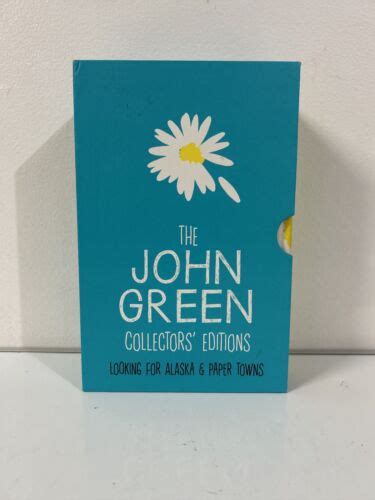 THE
JOHN
GREEN
COLLECTORS' EDITIONS
LOOKING FOR ALASKA & PAPER TOWNS